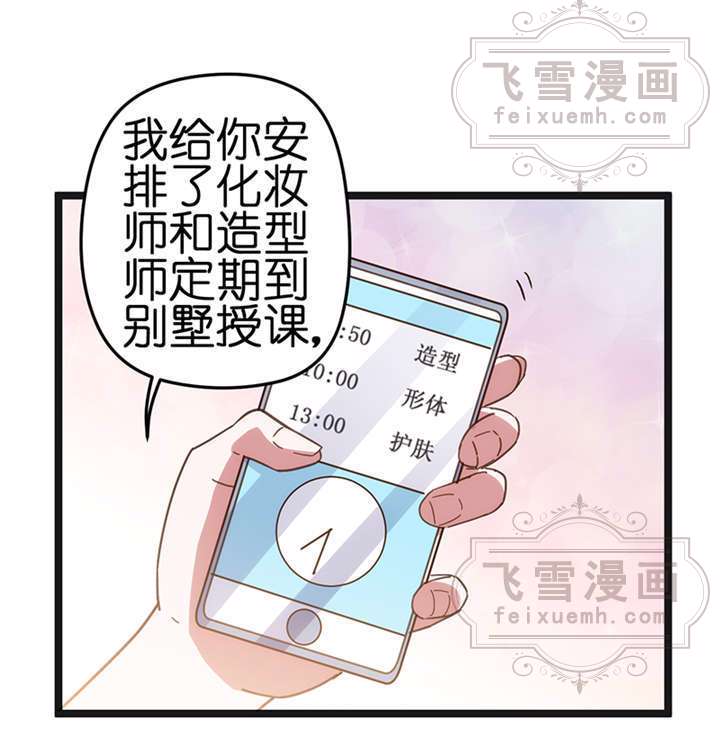 飞雪漫画
feixuemh.com
我给你安
排了化妆
师和造型
师定期到
别墅授课,
:50 造型
10:00 形体
13:00 护肤
飞雪漫画
feixuemh.com